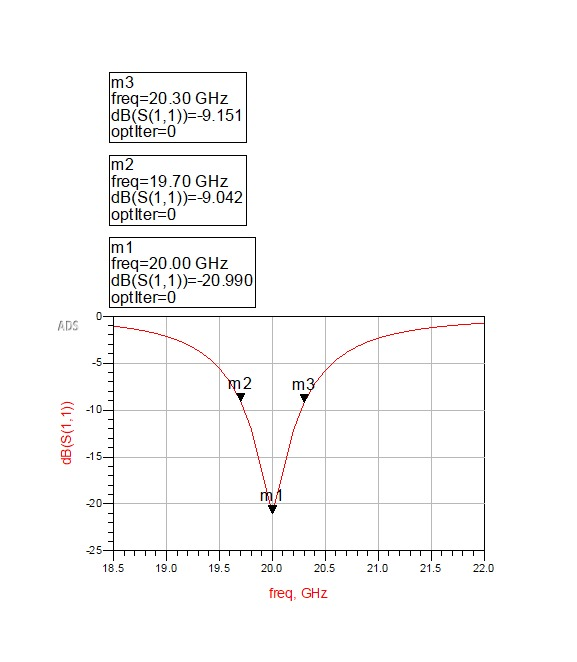 m3
freq=20.30 GHz
dB(S(1,1))=-9.151
optIter=0
m2
freq=19.70 GHz
dB(S(1,1))=-9.042
optIter=0
m1
freq=20.00 GHz
dB(S(1,1))=-20.990
optIter=0
ADS
0
-5
-10
-15
-20
-25
m2
m3
m1
dB(S(1,1))
18.5 19.0 19.5 20.0 20.5 21.0 21.5 22.0
freq, GHz